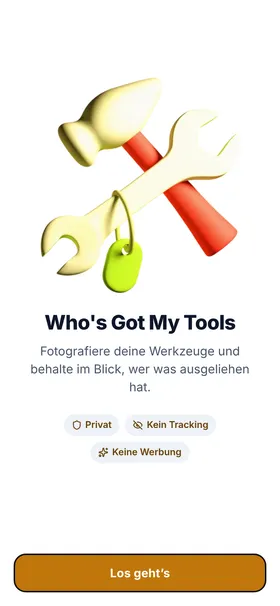 Who's Got My Tools
Fotografiere deine Werkzeuge und
behalte im Blick, wer was ausgeliehen
hat.
Privat
Kein Tracking
Keine Werbung
Los geht's